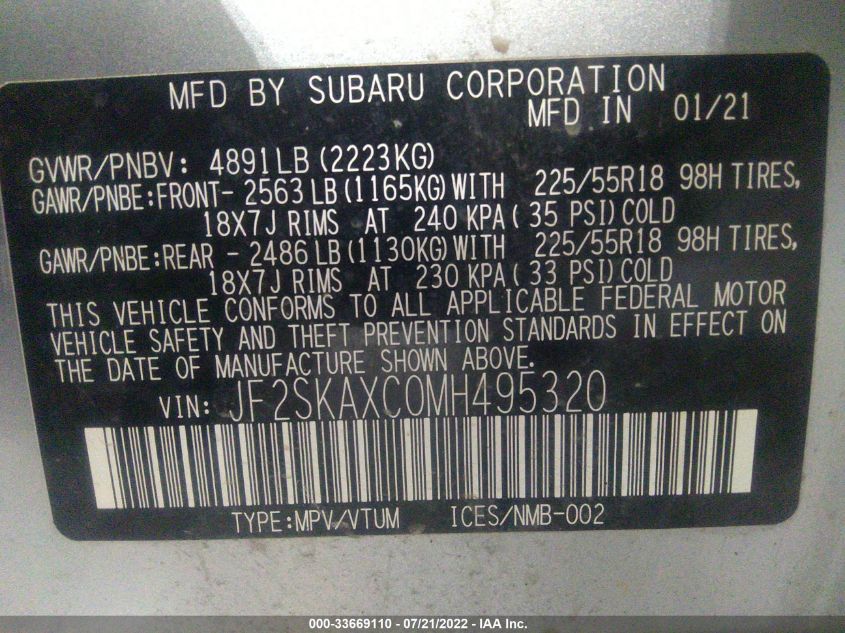 MFD BY SUBARU CORPORATION
MFD IN 01/21
GVWR/PNBV: 4891LB (2223KG)
GAWR/PNBE:FRONT- 2563 LB (1165KG) WITH 225/55R18 98H TIRES,
18X7J RIMS AT 240 KPA ( 35 PSI) COLD
GAWR/PNBE:REAR - 2486 LB (1130KG) WITH 225/55R18 98H TIRES,
18X7J RIMS AT 230 KPA ( 33 PSI) COLD
THIS VEHICLE CONFORMS TO ALL APPLICABLE FEDERAL MOTOR
VEHICLE SAFETY AND THEFT PREVENTION STANDARDS IN EFFECT ON
THE DATE OF MANUFACTURE SHOWN ABOVE.
VIN: JF2SKAXC0MH495320
TYPE:MPV/VTUM ICES/NMB-002
000-33669110 - 07/21/2022 - IAA Inc.